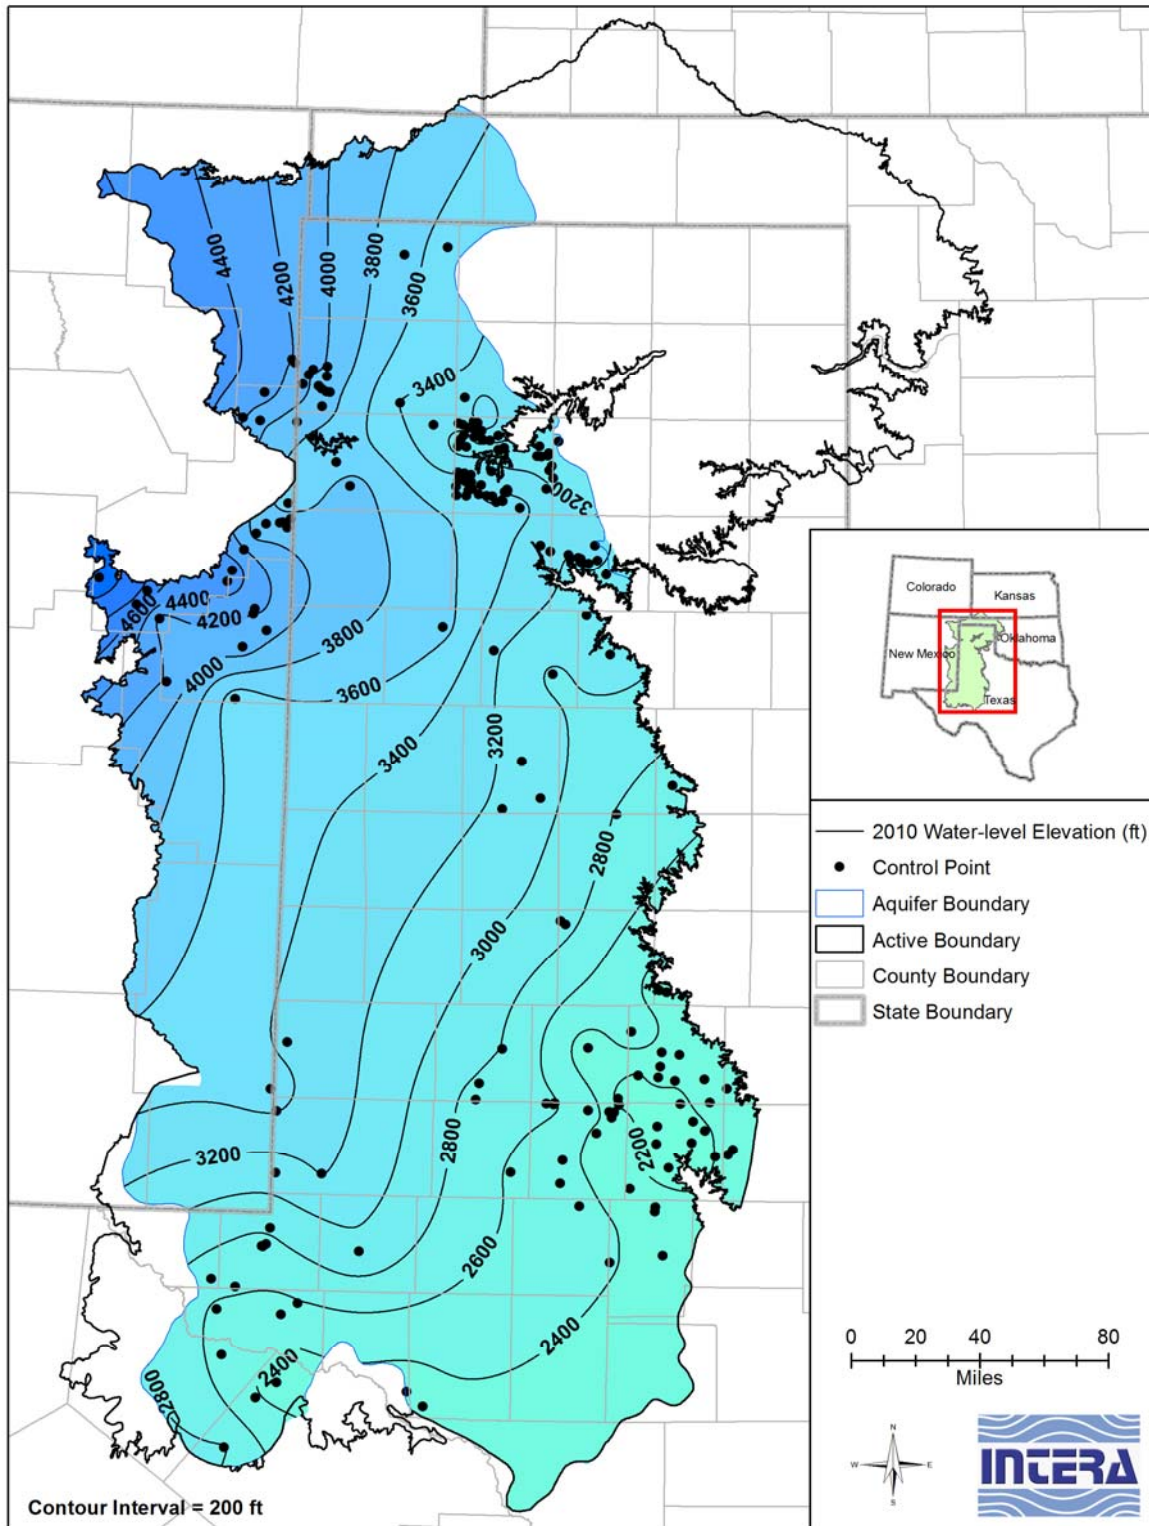 4400
4200
4000
3800
3600
3400
3200
4600
4400
4200
4000
3800
3600
3400
3200
2800
3000
3200
2800
2200
2600
2400
2400
2800
Contour Interval = 200 ft
Colorado
Kansas
New Mexico
Oklahoma
Texas
2010 Water-level Elevation (ft)
Control Point
Aquifer Boundary
Active Boundary
County Boundary
State Boundary
0 20 40 80
Miles
N
W E
S
INTERA